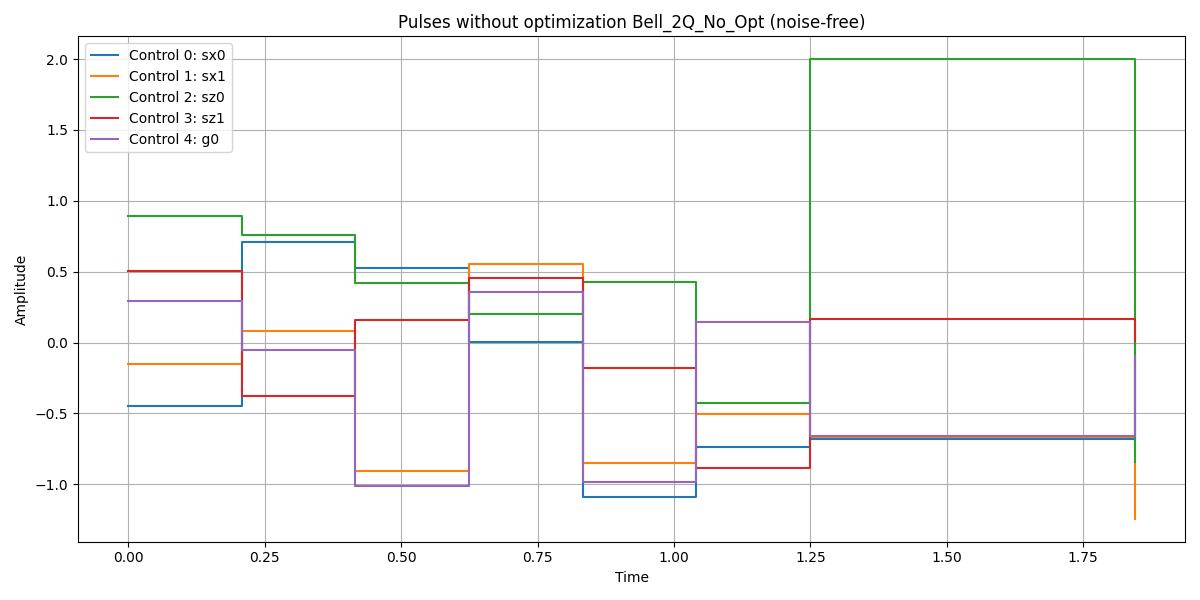 Pulses without optimization Bell_2Q_No_Opt (noise-free)
Control 0: sx0
Control 1: sx1
Control 2: sz0
Control 3: sz1
Control 4: g0
Amplitude
2.0
1.5
1.0
0.5
0.0
−0.5
−1.0
0.00 0.25 0.50 0.75 1.00 1.25 1.50 1.75
Time